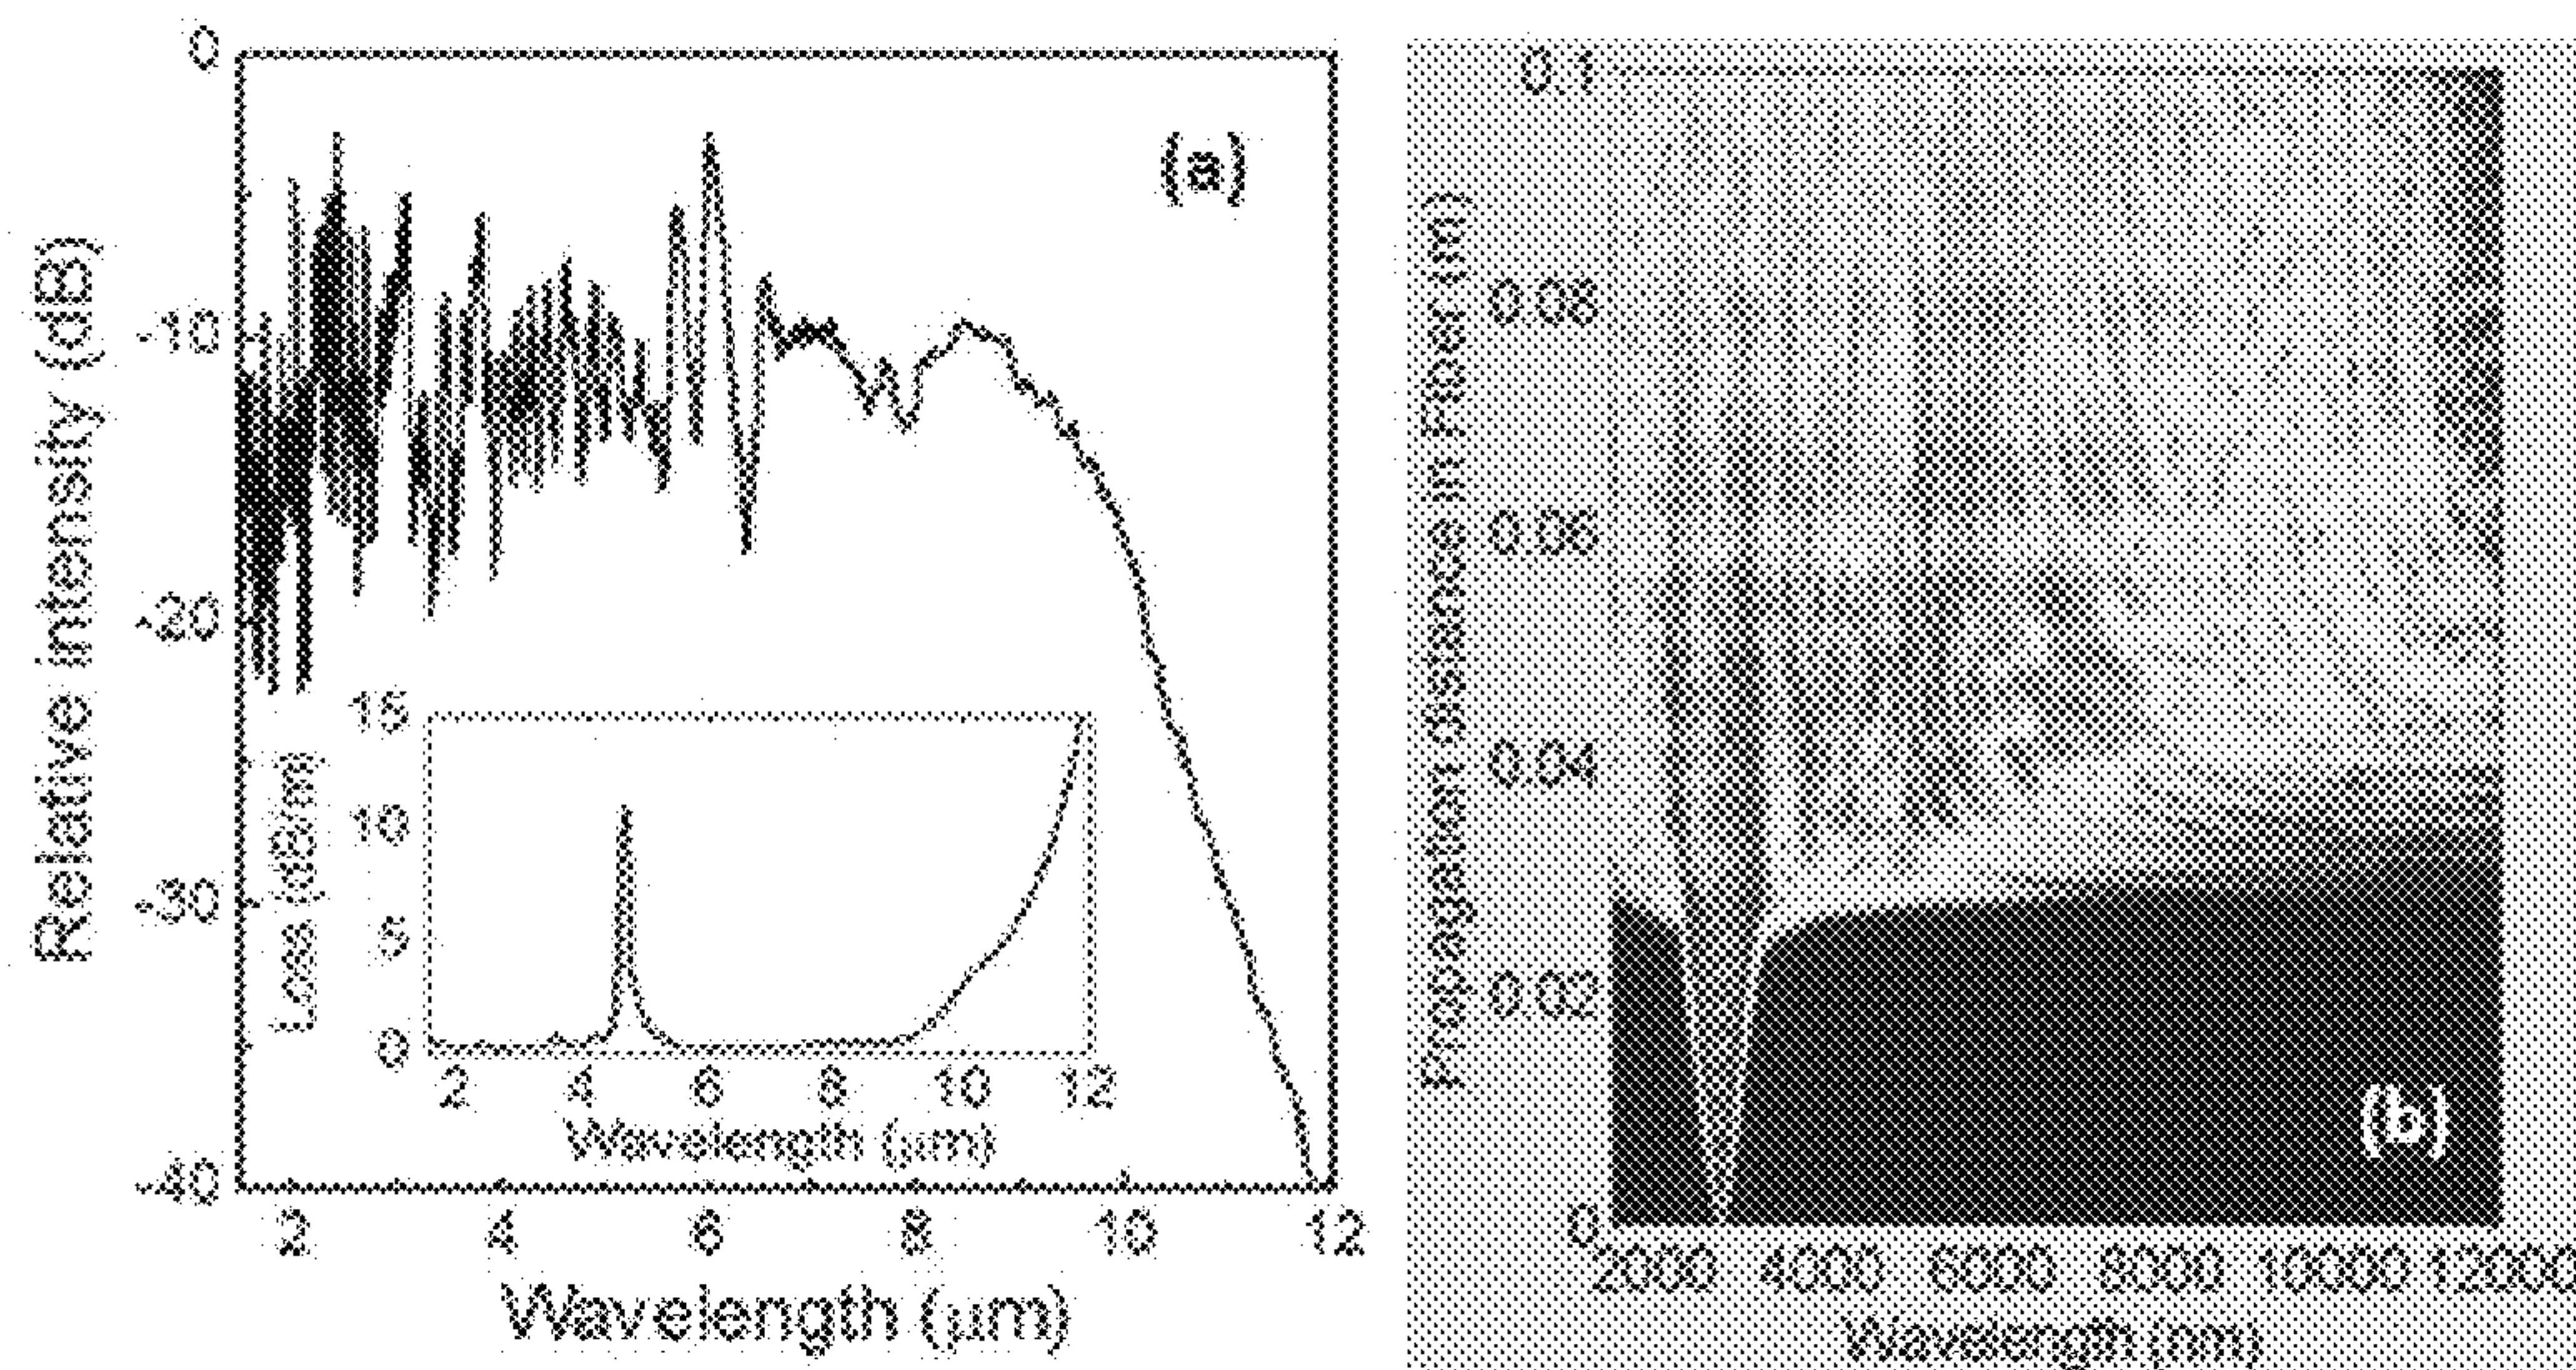 (a)
Relative intensity (dB)
0
-10
-20
-30
-40
2 4 6 8 10 12
Wavelength (μm)
Loss (dB/m)
15
10
5
0
2 4 6 8 10 12
Wavelength (μm)
(b)
Propagation distance in Fiber (m)
0.1
0.08
0.06
0.04
0.02
0
2000 4000 6000 8000 10000 12000
Wavelength (nm)